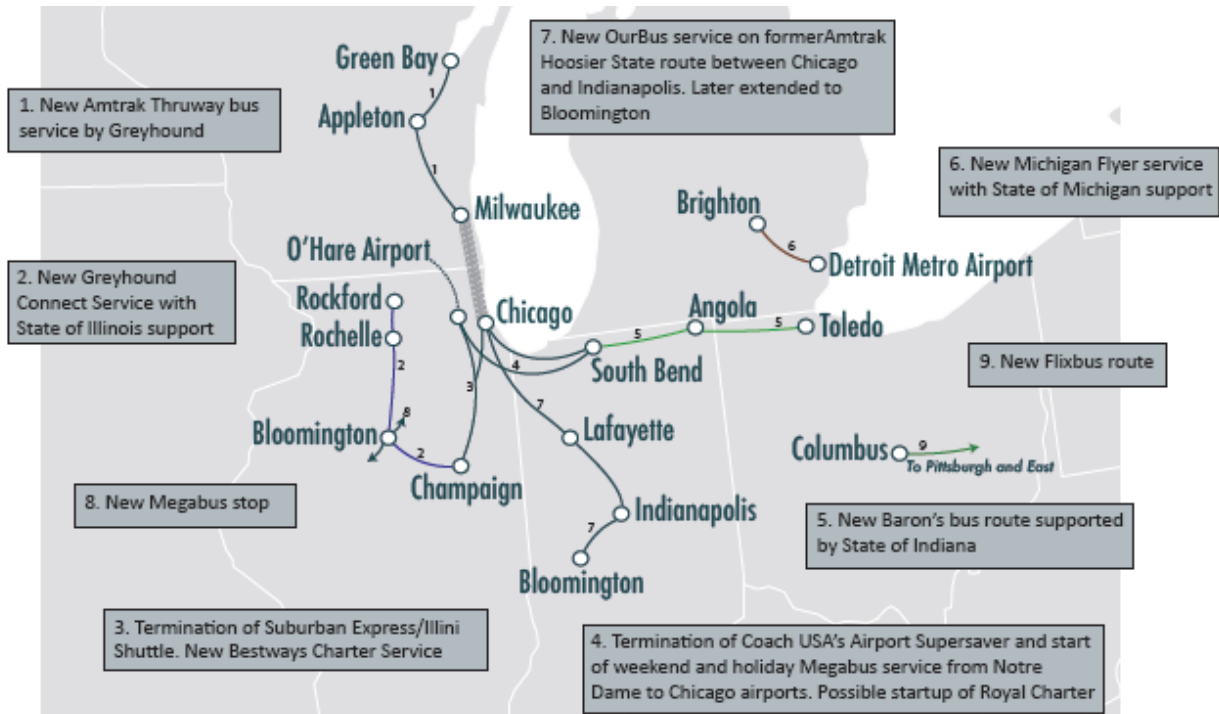 7. New OurBus service on formerAmtrak
Hoosier State route between Chicago
and Indianapolis. Later extended to
Bloomington
Green Bay
1
1. New Amtrak Thruway bus
service by Greyhound
Appleton
1
6. New Michigan Flyer service
with State of Michigan support
Milwaukee
Brighton
6
O'Hare Airport
Detroit Metro Airport
2. New Greyhound
Connect Service with
State of Illinois support
Rockford
Rochelle
Chicago
Angola
5
5
Toledo
4
South Bend
2
3
9. New Flixbus route
7
8
Bloomington
Lafayette
2
Champaign
Columbus
9
To Pittsburgh and East
8. New Megabus stop
Indianapolis
7
5. New Baron's bus route supported
by State of Indiana
Bloomington
3. Termination of Suburban Express/Illini
Shuttle. New Bestways Charter Service
4. Termination of Coach USA's Airport Supersaver and start
of weekend and holiday Megabus service from Notre
Dame to Chicago airports. Possible startup of Royal Charter